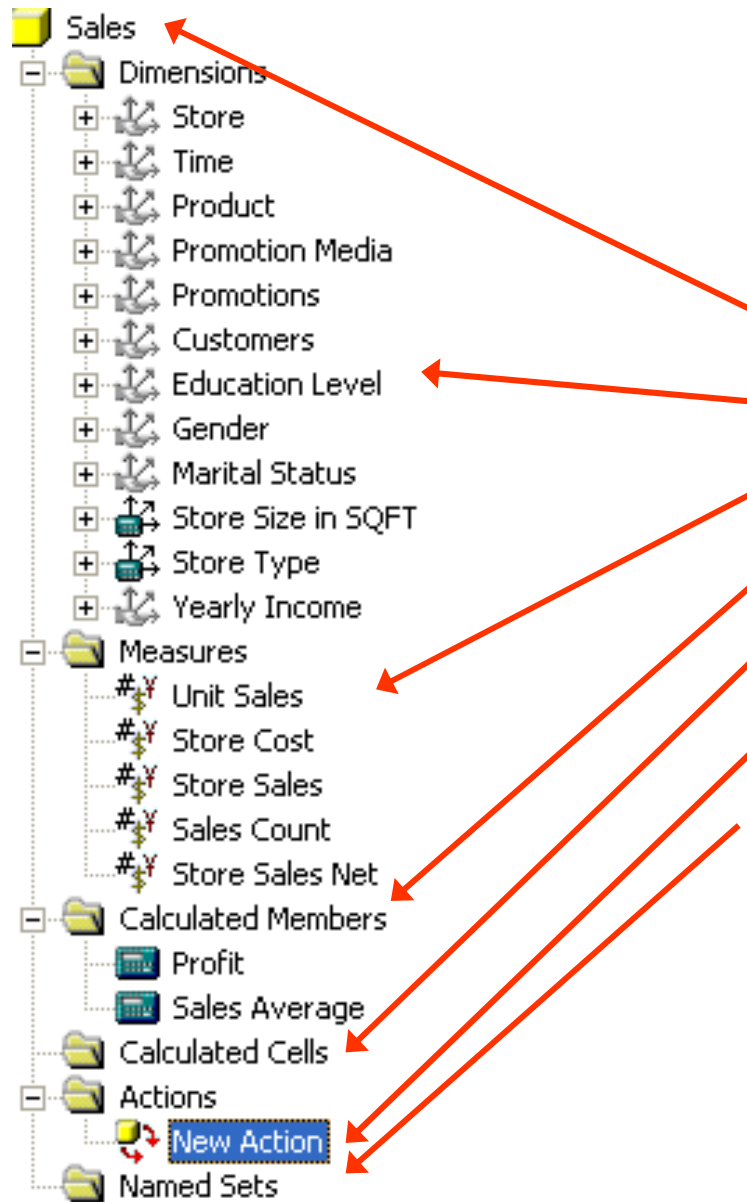 Sales
Dimensions
Store
Time
Product
Promotion Media
Promotions
Customers
Education Level
Gender
Marital Status
Store Size in SQFT
Store Type
Yearly Income
Measures
Unit Sales
Store Cost
Store Sales
Sales Count
Store Sales Net
Calculated Members
Profit
Sales Average
Calculated Cells
Actions
New Action
Named Sets